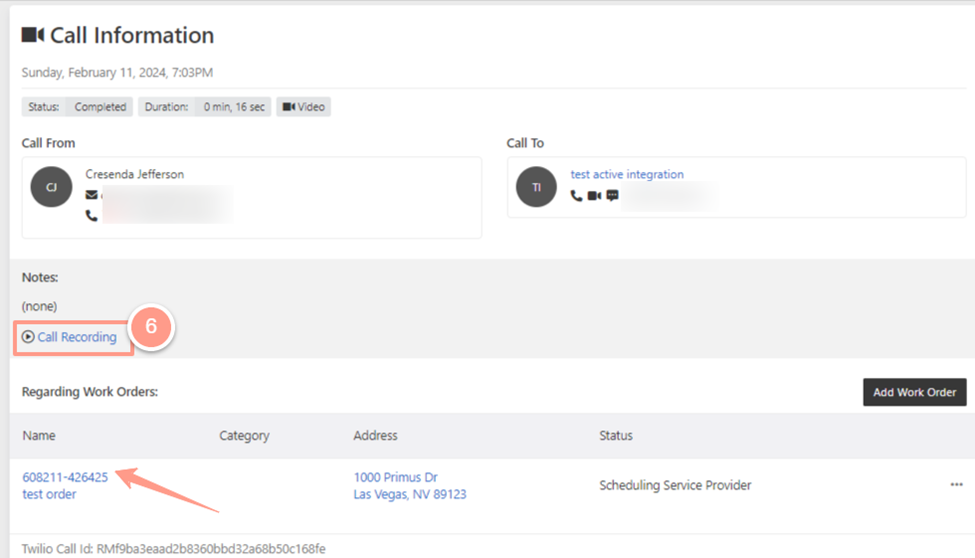 Call Information
Sunday, February 11, 2024, 7:03PM
Status: Completed Duration: 0 min, 16 sec Video
Call From
Call To
CJ
Cresenda Jefferson
TI
test active integration
Notes:
(none)
Call Recording
6
Regarding Work Orders:
Add Work Order
Name Category Address Status
608211-426425
test order
1000 Primus Dr
Las Vegas, NV 89123
Scheduling Service Provider
...
Twilio Call Id: RMf9ba3eaad2b8360bbd32a68b50c168fe